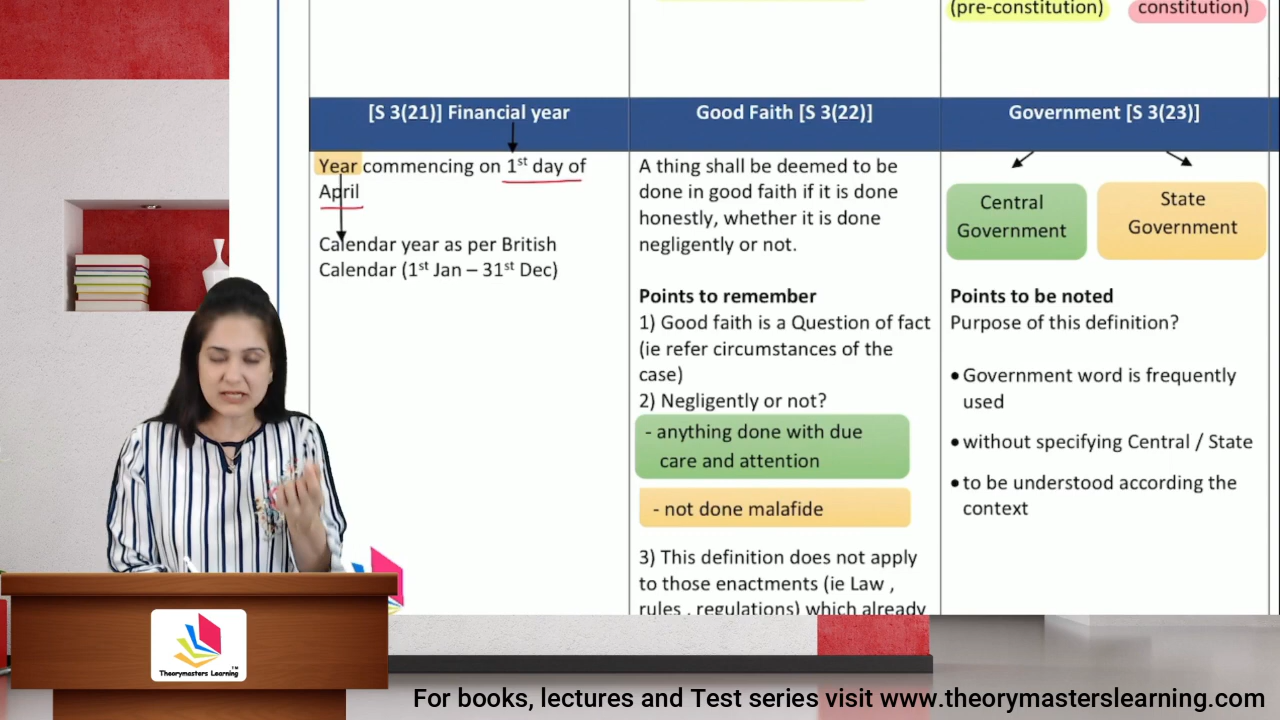 (pre-constitution)
constitution)
[S 3(21)] Financial year
Year commencing on 1st day of
April
Calendar year as per British
Calendar (1st Jan – 31st Dec)
Good Faith [S 3(22)]
A thing shall be deemed to be
done in good faith if it is done
honestly, whether it is done
negligently or not.
Points to remember
1) Good faith is a Question of fact
(ie refer circumstances of the
case)
2) Negligently or not?
- anything done with due
care and attention
- not done malafide
3) This definition does not apply
to those enactments (ie Law ,
rules , regulations) which already
Government [S 3(23)]
Central
Government
State
Government
Points to be noted
Purpose of this definition?
• Government word is frequently
used
• without specifying Central / State
• to be understood according the
context
Theorymasters Learning™
For books, lectures and Test series visit www.theorymasterslearning.com